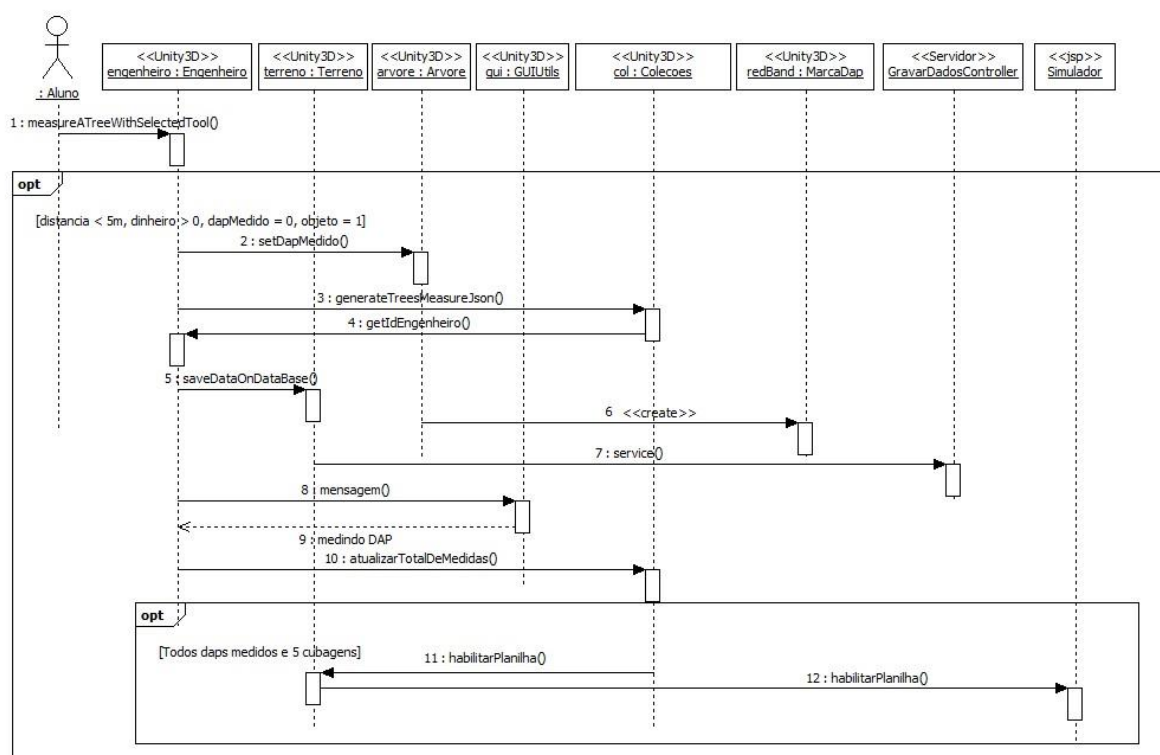 <<Unity3D>> <<Unity3D>> <<Unity3D>> <<Unity3D>> <<Unity3D>> <<Unity3D>> <<Servidor>> <<jsp>>
engenheiro : Engenheiro terreno : Terreno arvore : Arvore gui : GUIUtils col : Colecoes redBand : MarcaDap GravarDadosController Simulador
: Aluno
1 : measureATreeWithSelectedTool()
opt
[distancia < 5m, dinheiro > 0, dapMedido = 0, objeto = 1]
2 : setDapMedido()
3 : generateTreesMeasureJson()
4 : getIdEngenheiro()
5 : saveDataOnDataBase()
6 <<create>>
7 : service()
8 : mensagem()
9 : medindo DAP
10 : atualizarTotalDeMedidas()
opt
[Todos daps medidos e 5 cubagens]
11 : habilitarPlanilha()
12 : habilitarPlanilha()